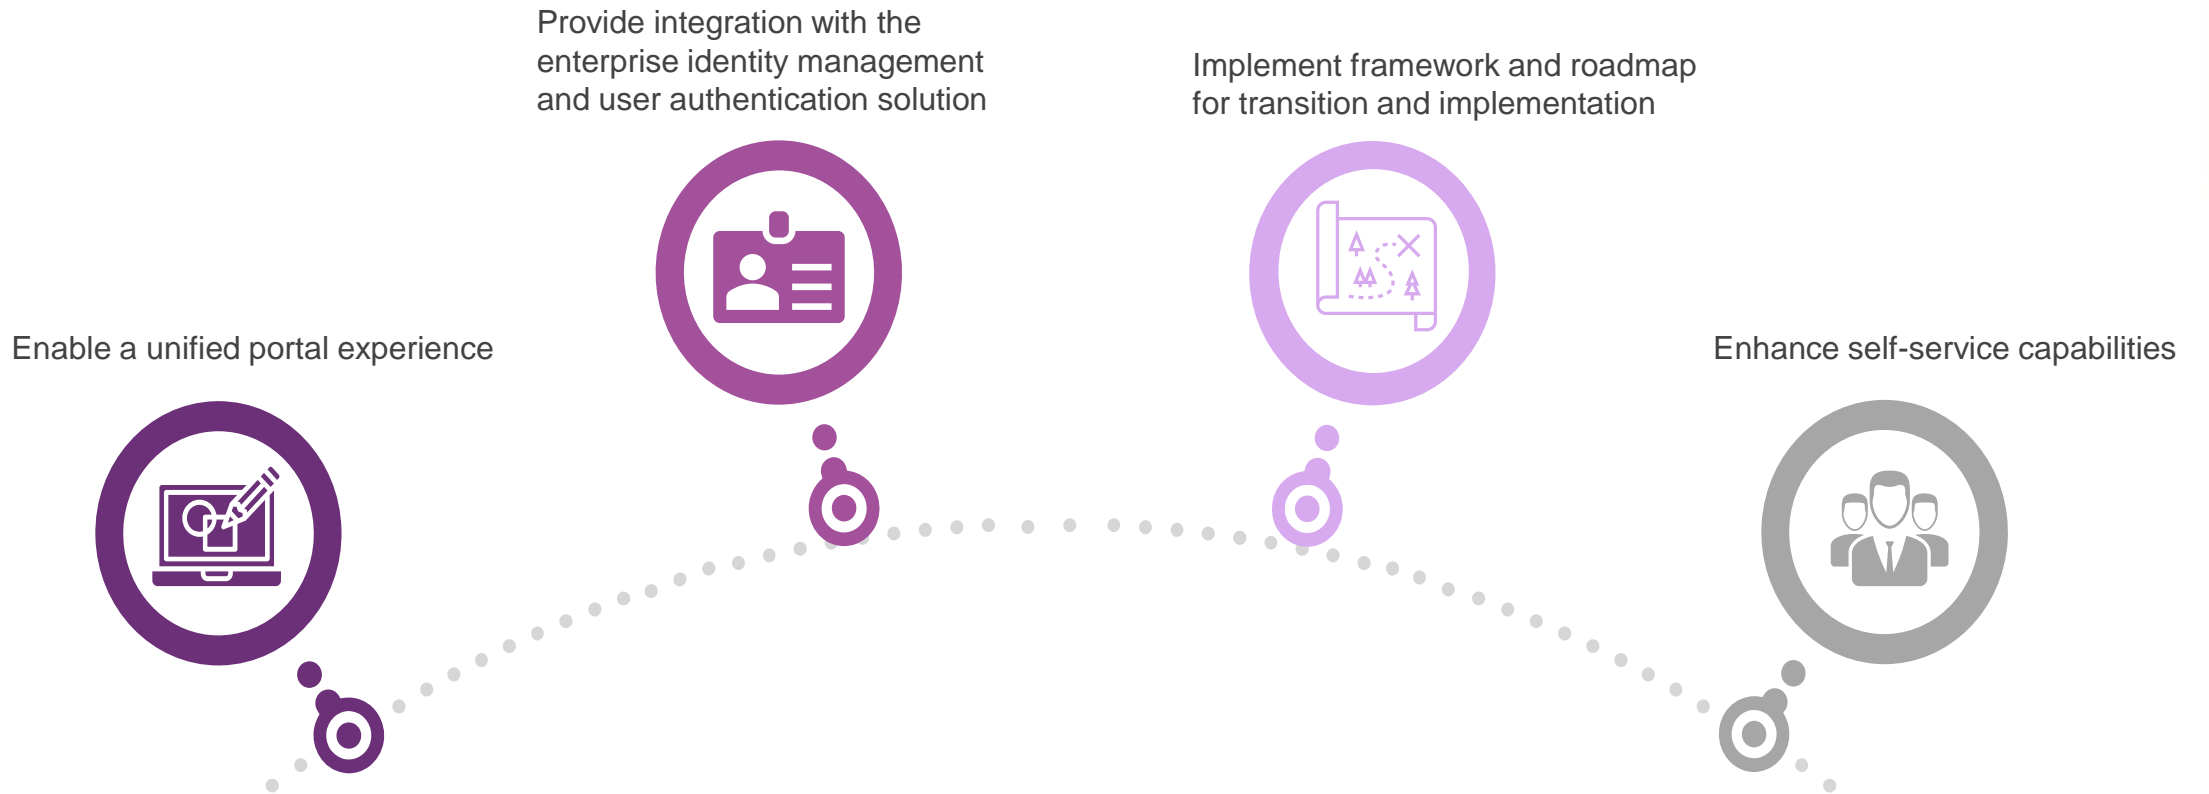 Provide integration with the
enterprise identity management
and user authentication solution
Implement framework and roadmap
for transition and implementation
Enable a unified portal experience
Enhance self-service capabilities